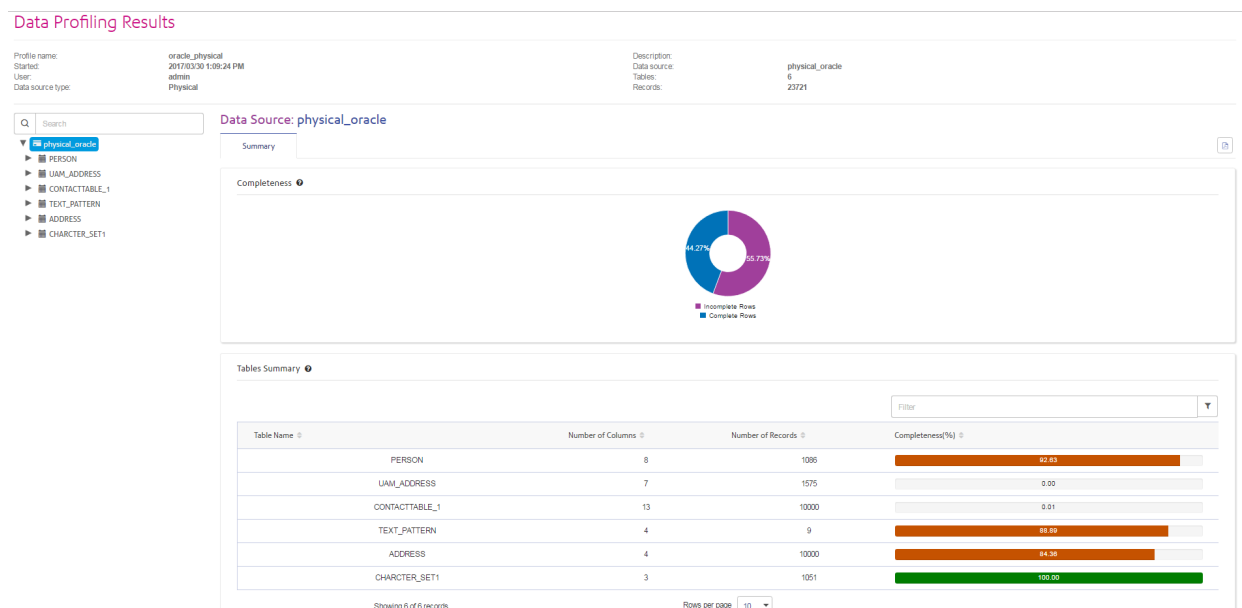 Data Profiling Results
Profile name: oracle_physical Description:
Started: 2017/03/30 1:09:24 PM Data source: physical_oracle
User: admin Tables: 6
Data source type: Physical Records: 23721
Search
physical_oracle
PERSON
UAM_ADDRESS
CONTACTTABLE_1
TEXT_PATTERN
ADDRESS
CHARCTER_SET1
Data Source: physical_oracle
Summary
Completeness
44.27%
55.73%
Incomplete Rows
Complete Rows
Tables Summary
Filter
Table Name Number of Columns Number of Records Completeness(%)
PERSON 8 1086 92.63
UAM_ADDRESS 7 1575 0.00
CONTACTTABLE_1 13 10000 0.01
TEXT_PATTERN 4 9 88.89
ADDRESS 4 10000 84.36
CHARCTER_SET1 3 1051 100.00
Showing 6 of 6 records Rows per page 10